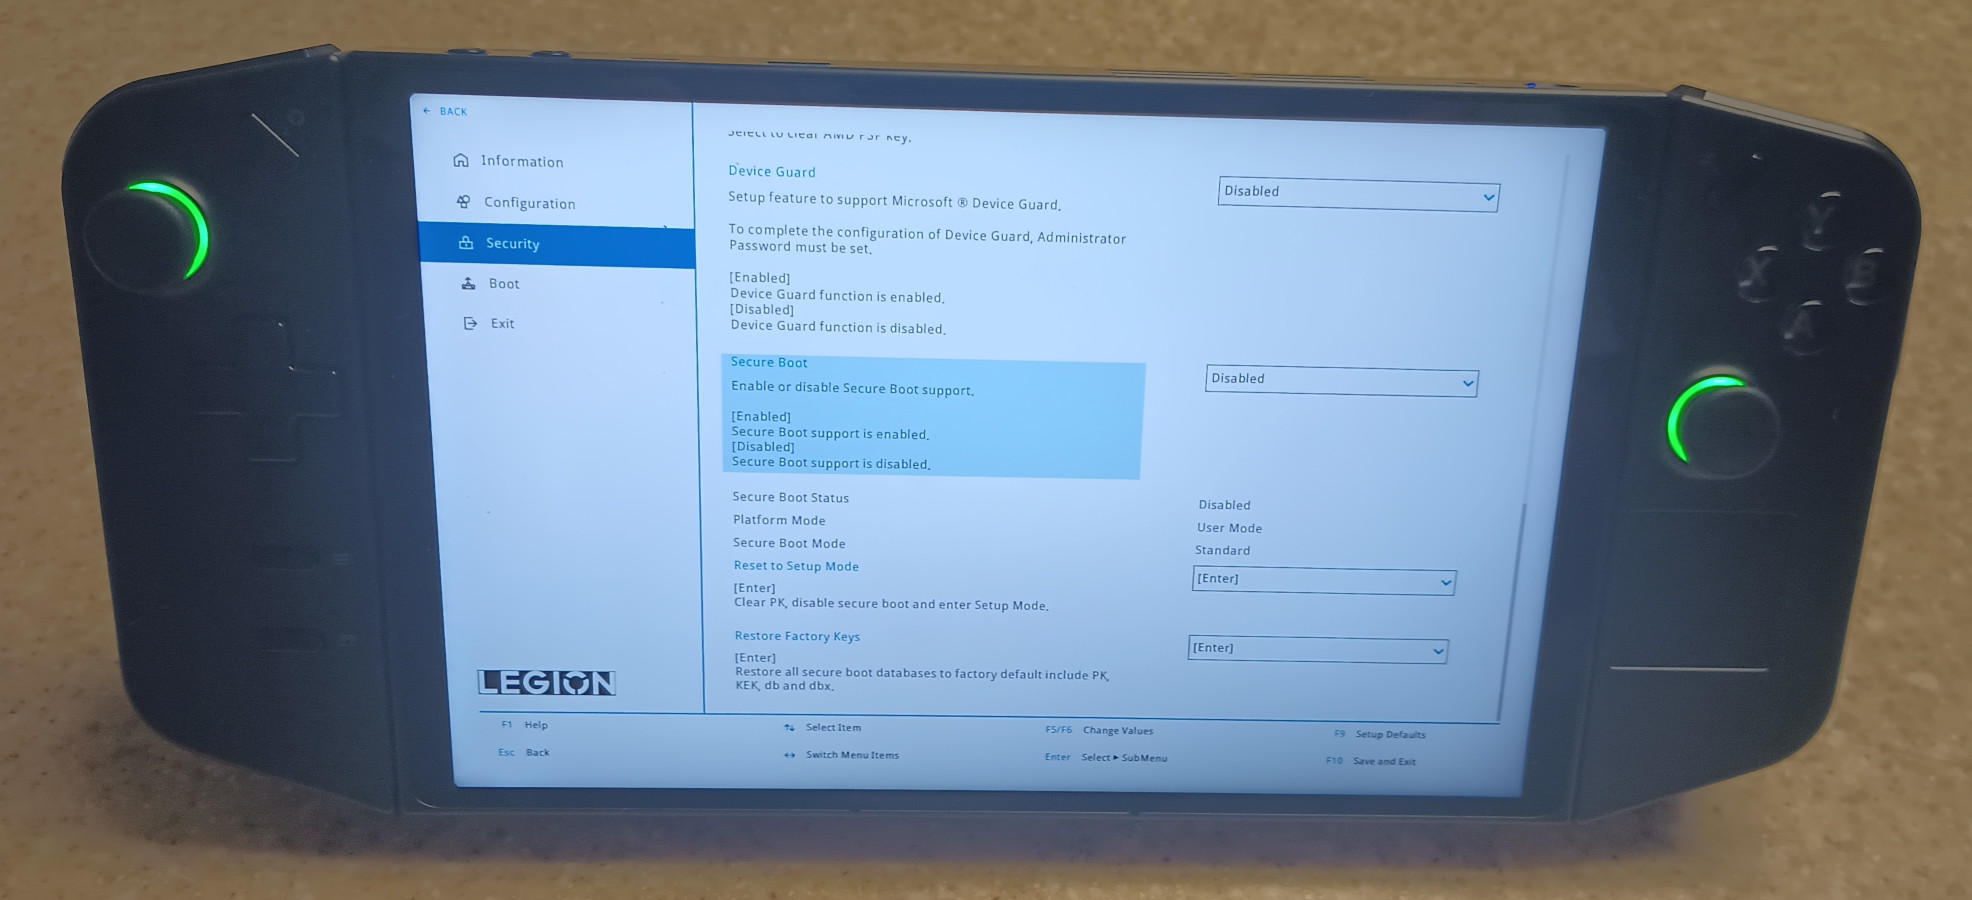 ← BACK
Information
Configuration
Security
Boot
Exit
LEGION
Select to clear AMD PSP key.
Device Guard
Disabled
Setup feature to support Microsoft ® Device Guard.
To complete the configuration of Device Guard, Administrator
Password must be set.
[Enabled]
Device Guard function is enabled.
[Disabled]
Device Guard function is disabled.
Secure Boot
Disabled
Enable or disable Secure Boot support.
[Enabled]
Secure Boot support is enabled.
[Disabled]
Secure Boot support is disabled.
Secure Boot Status Disabled
Platform Mode User Mode
Secure Boot Mode Standard
Reset to Setup Mode [Enter]
[Enter]
Clear PK, disable secure boot and enter Setup Mode.
Restore Factory Keys [Enter]
[Enter]
Restore all secure boot databases to factory default include PK,
KEK, db and dbx.
F1 Help ↑↓ Select Item F5/F6 Change Values F9 Setup Defaults
Esc Back ↔ Switch Menu Items Enter Select ▸ SubMenu F10 Save and Exit
Y
X
B
A